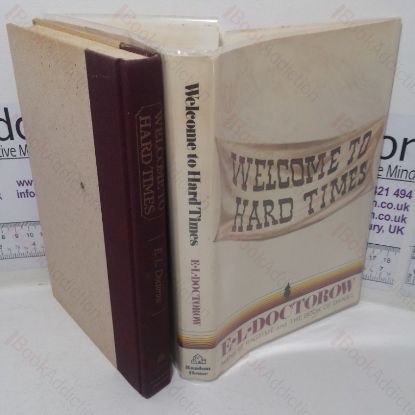 WELCOME TO
HARD TIMES
E.L. Doctorow
Welcome to Hard Times
E·L·DOCTOROW
Random
House
WELCOME TO
HARD TIMES
E·L·DOCTOROW
AUTHOR OF RAGTIME AND THE BOOK OF DANIEL